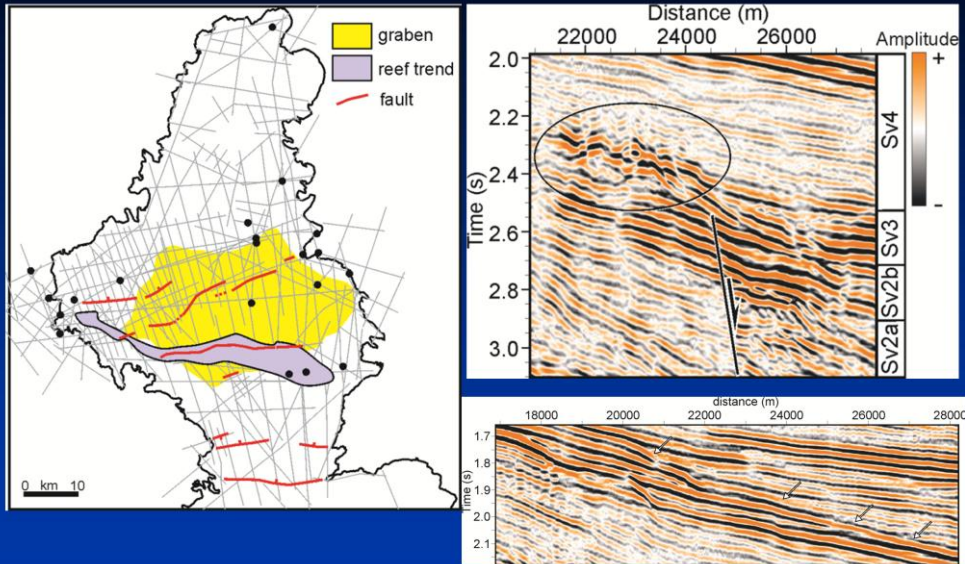 graben
reef trend
fault
0 km 10
Distance (m)
22000 24000 26000
Amplitude
+
-
Time (s)
2.0
2.2
2.4
2.6
2.8
3.0
Sv4
Sv3
Sv2b
Sv2a
distance (m)
18000 20000 22000 24000 26000 28000
Time (s)
1.7
1.8
1.9
2.0
2.1